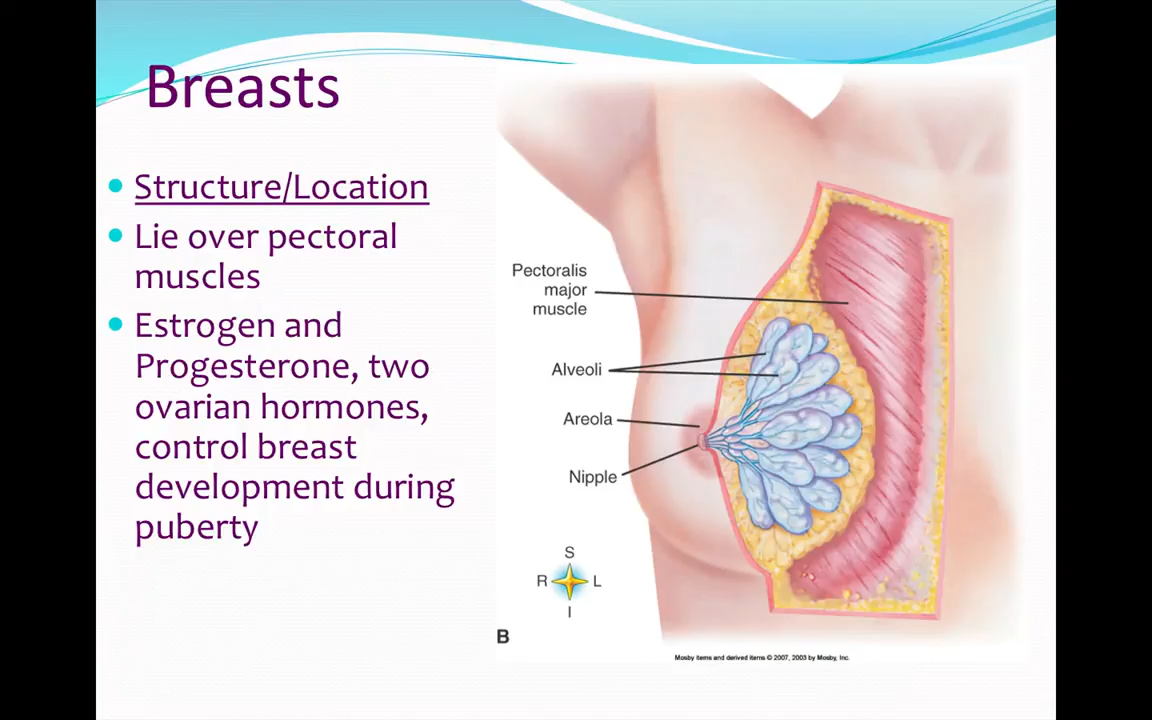 Breasts
Structure/Location
Lie over pectoral
muscles
Estrogen and
Progesterone, two
ovarian hormones,
control breast
development during
puberty
Pectoralis
major
muscle
Alveoli
Areola
Nipple
S
R L
I
B
Mosby items and derived items © 2007, 2003 by Mosby, Inc.